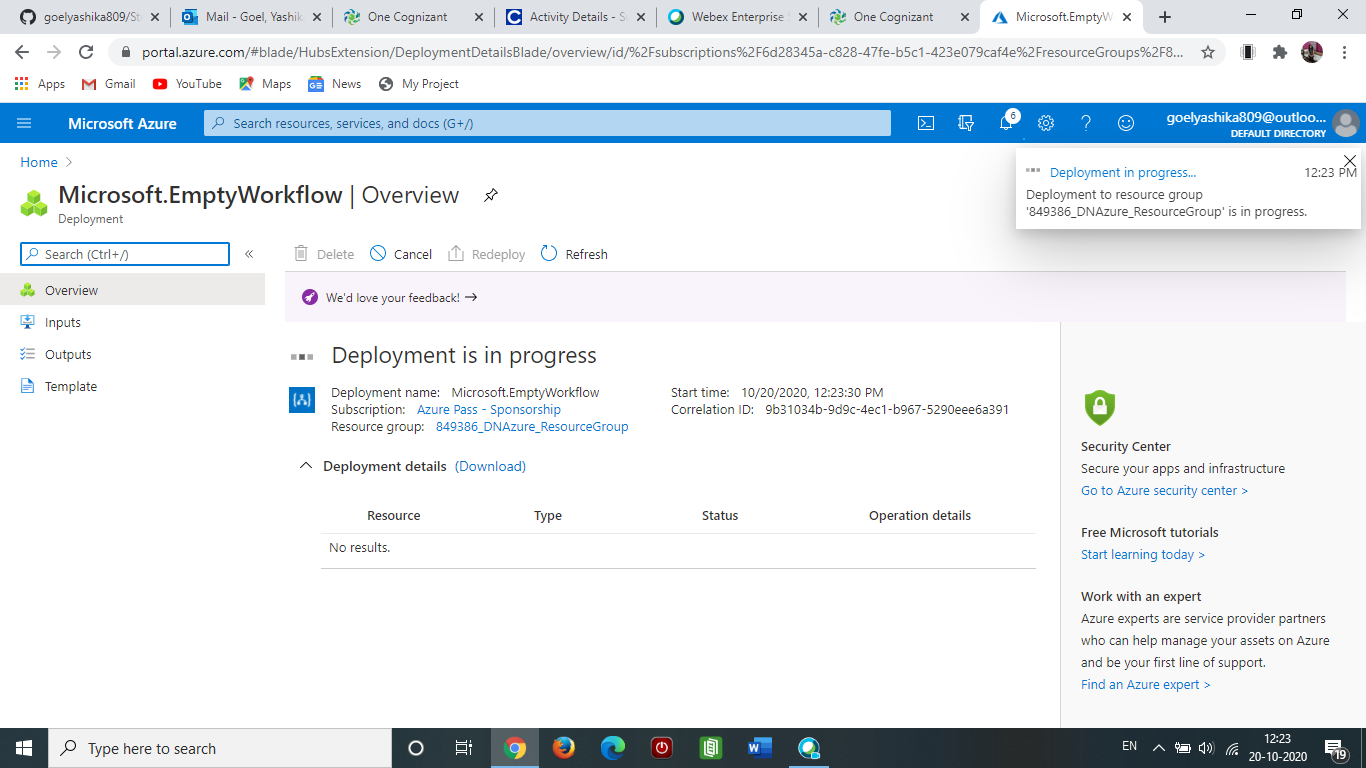 goelyashika809/St
Mail - Goel, Yashik
One Cognizant
Activity Details - S
Webex Enterprise S
One Cognizant
Microsoft.EmptyW
portal.azure.com/#blade/HubsExtension/DeploymentDetailsBlade/overview/id/%2Fsubscriptions%2F6d28345a-c828-47fe-b5c1-423e079caf4e%2FresourceGroups%2F8...
Apps
Gmail
YouTube
Maps
News
My Project
Microsoft Azure
Search resources, services, and docs (G+/)
6
goelyashika809@outloo...
DEFAULT DIRECTORY
Home >
Microsoft.EmptyWorkflow | Overview
Deployment
Deployment in progress...
12:23 PM
Deployment to resource group
'849386_DNAzure_ResourceGroup' is in progress.
Search (Ctrl+/)
«
Delete
Cancel
Redeploy
Refresh
Overview
Inputs
Outputs
Template
We'd love your feedback! →
Deployment is in progress
Deployment name: Microsoft.EmptyWorkflow
Subscription: Azure Pass - Sponsorship
Resource group: 849386_DNAzure_ResourceGroup
Start time: 10/20/2020, 12:23:30 PM
Correlation ID: 9b31034b-9d9c-4ec1-b967-5290eee6a391
Deployment details (Download)
Resource
Type
Status
Operation details
No results.
Security Center
Secure your apps and infrastructure
Go to Azure security center >
Free Microsoft tutorials
Start learning today >
Work with an expert
Azure experts are service provider partners
who can help manage your assets on Azure
and be your first line of support.
Find an Azure expert >
Type here to search
EN
12:23
20-10-2020
19